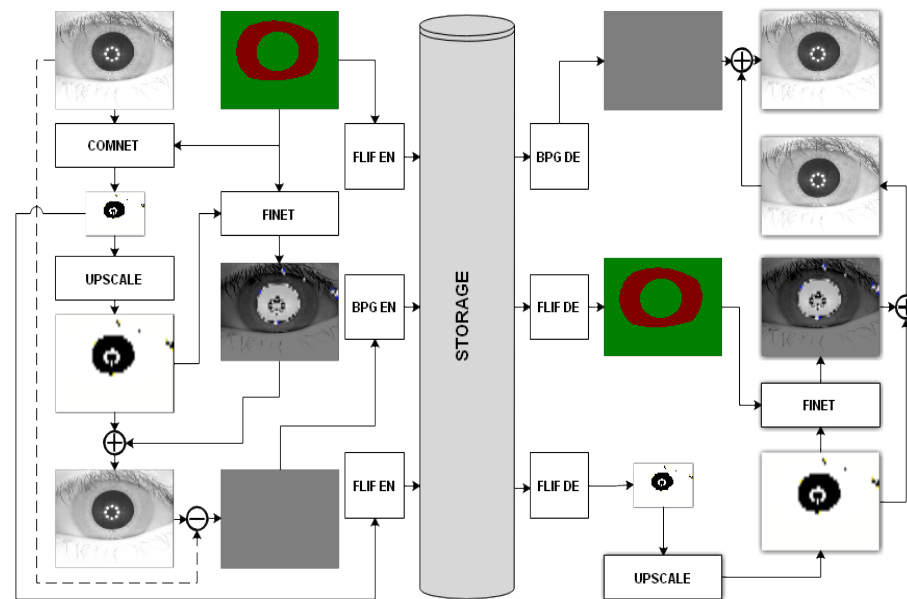 COMNET
FLIF EN
BPG DE
FINET
UPSCALE
BPG EN
STORAGE
FLIF DE
FINET
FLIF EN
FLIF DE
UPSCALE